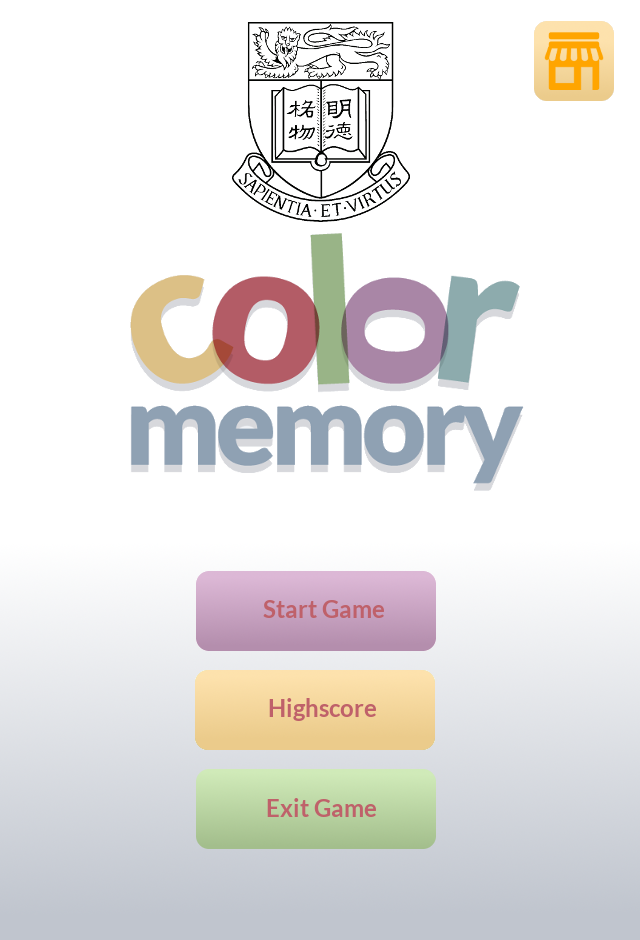 明德
格物
SAPIENTIA·ET·VIRTUS
color
memory
Start Game
Highscore
Exit Game